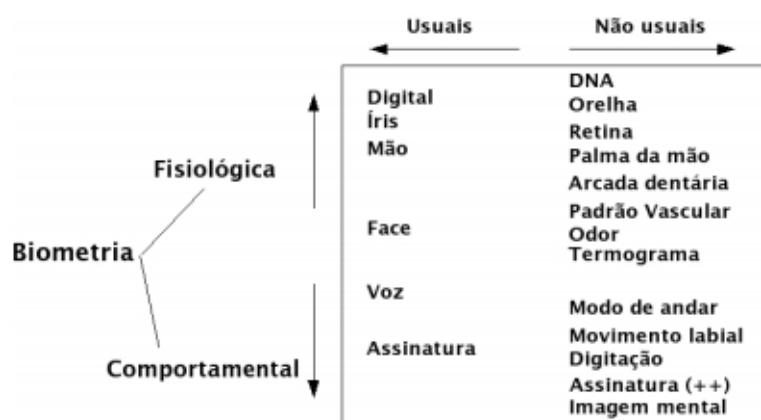 Usuais
Não usuais
DNA
Digital
Orelha
Íris
Retina
Mão
Palma da mão
Fisiológica
Arcada dentária
Padrão Vascular
Face
Odor
Biometria
Termograma
Voz
Modo de andar
Movimento labial
Assinatura
Digitação
Comportamental
Assinatura (++)
Imagem mental